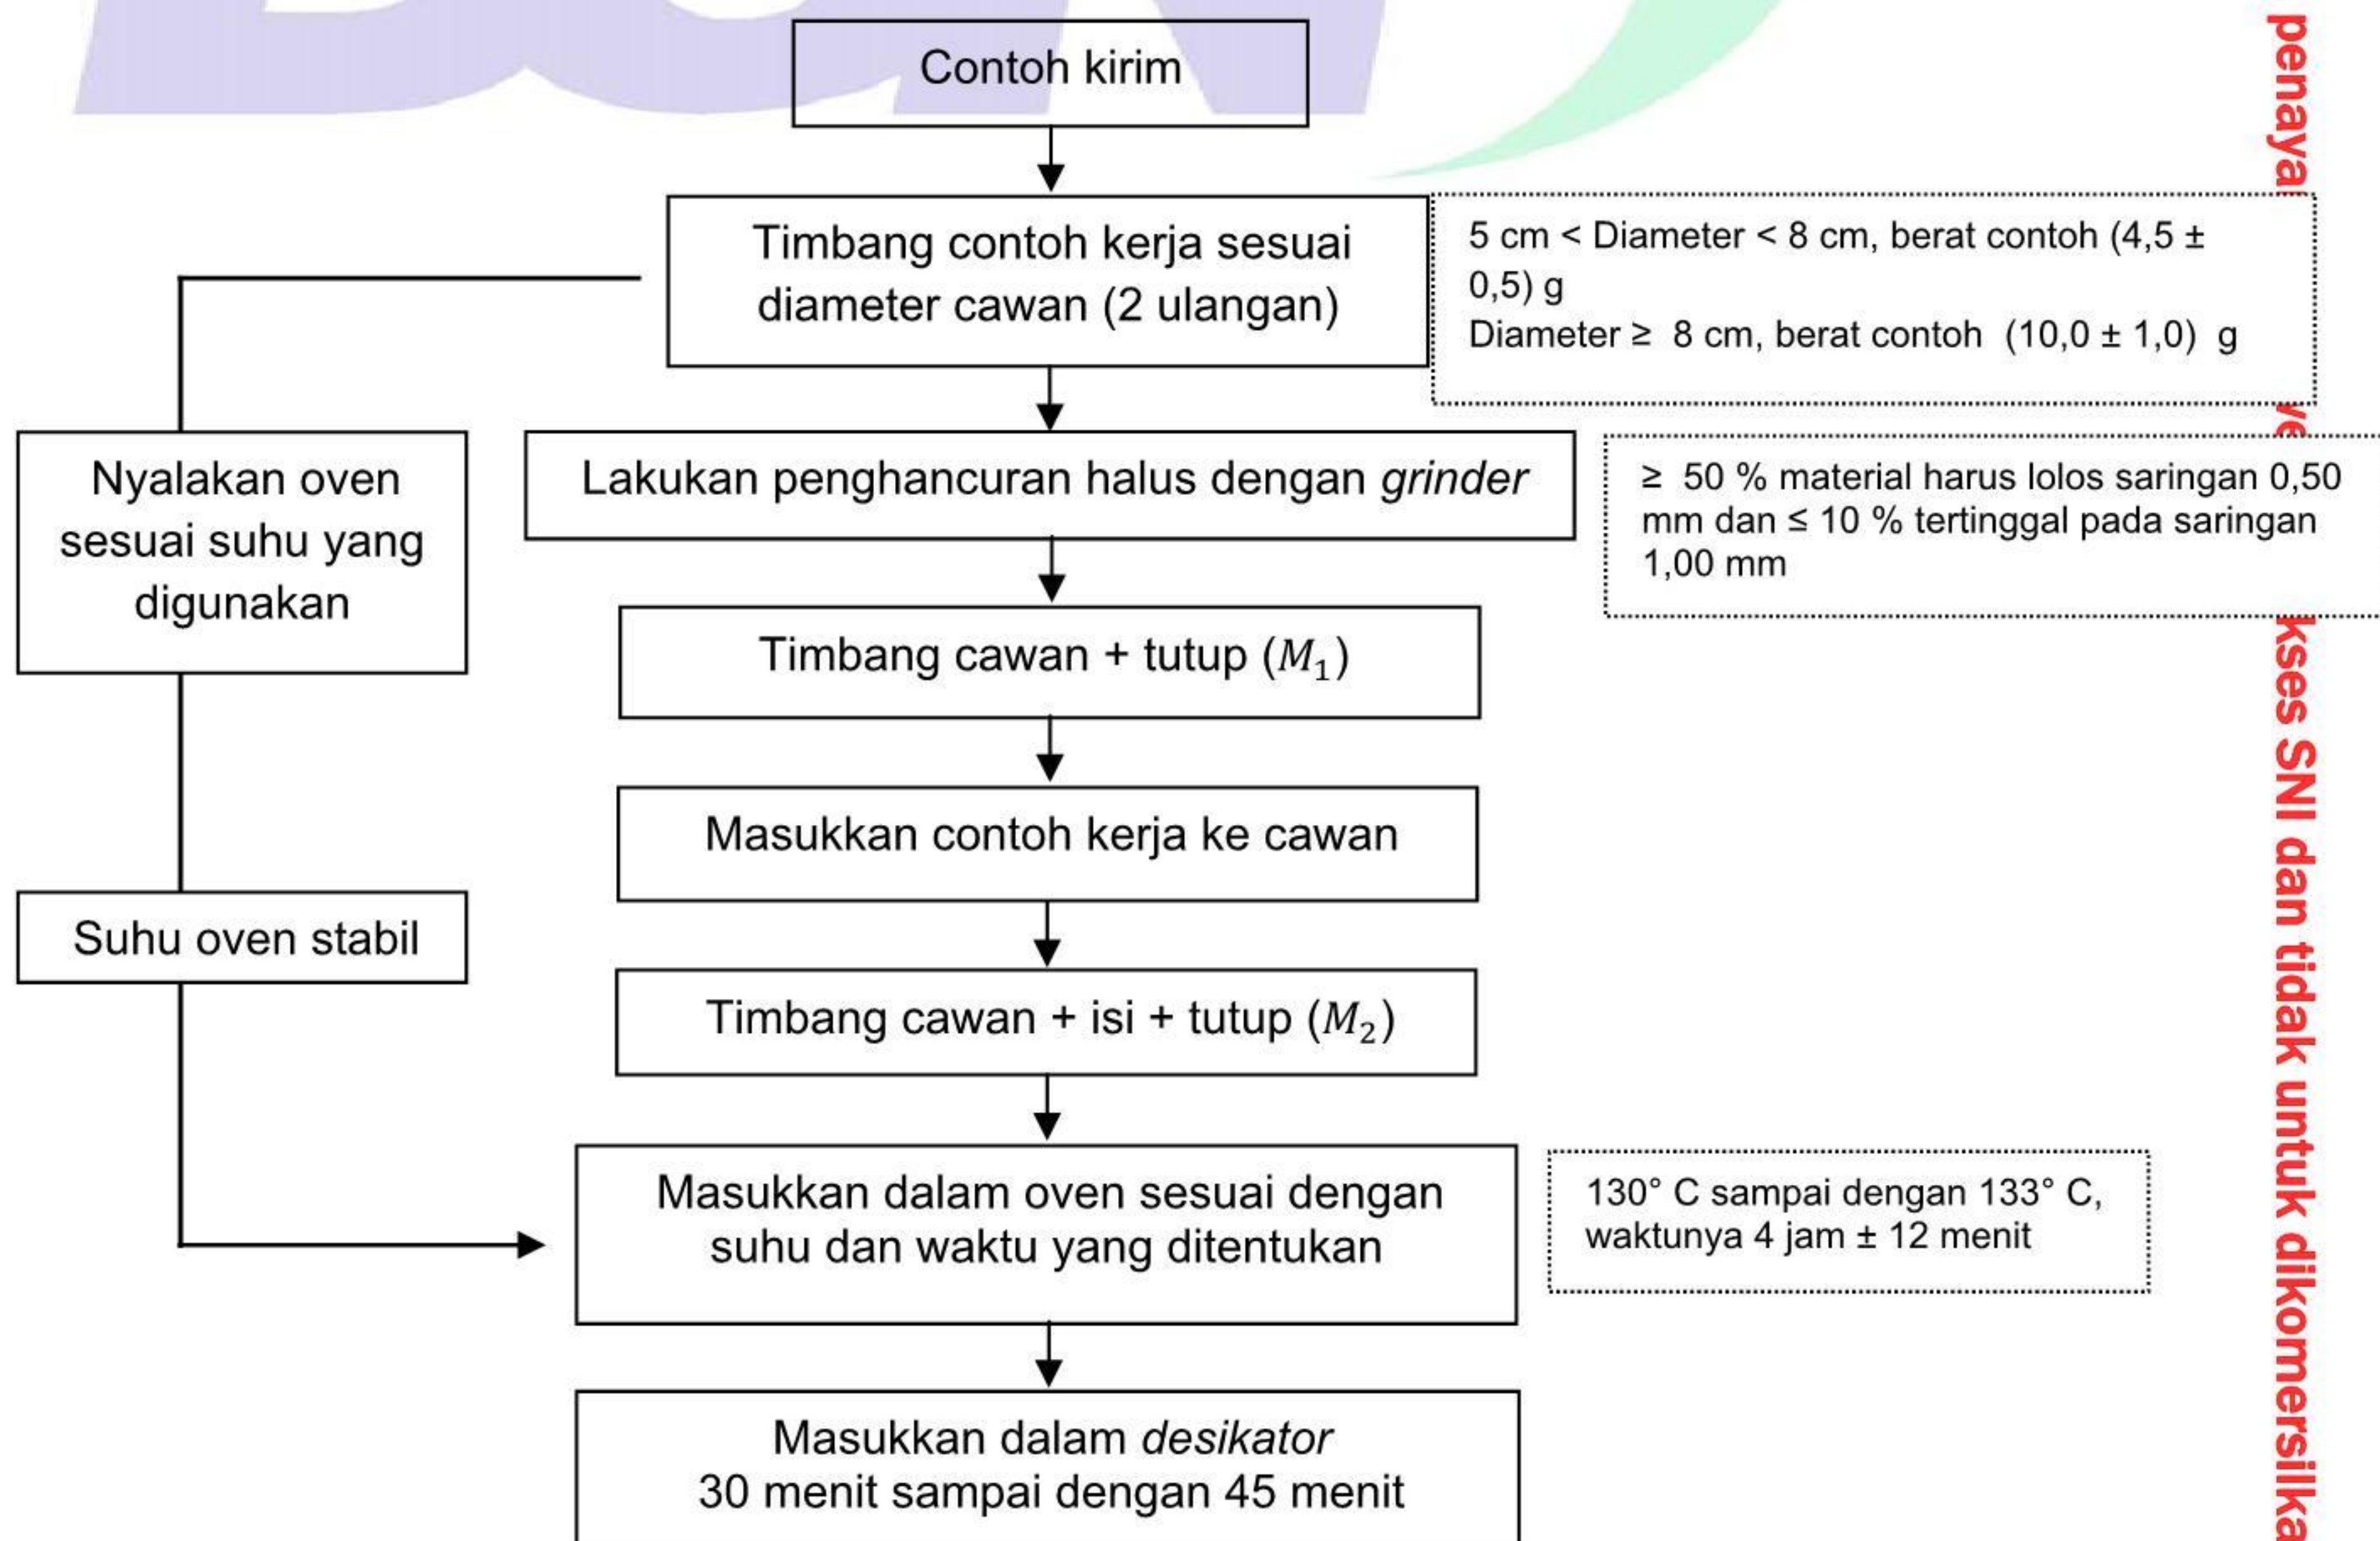 Contoh kirim
Timbang contoh kerja sesuai
diameter cawan (2 ulangan)
5 cm < Diameter < 8 cm, berat contoh (4,5 ±
0,5) g
Diameter ≥ 8 cm, berat contoh (10,0 ± 1,0) g
Nyalakan oven
sesuai suhu yang
digunakan
Lakukan penghancuran halus dengan grinder
≥ 50 % material harus lolos saringan 0,50
mm dan ≤ 10 % tertinggal pada saringan
1,00 mm
Timbang cawan + tutup (M₁)
Masukkan contoh kerja ke cawan
Suhu oven stabil
Timbang cawan + isi + tutup (M₂)
Masukkan dalam oven sesuai dengan
suhu dan waktu yang ditentukan
130° C sampai dengan 133° C,
waktunya 4 jam ± 12 menit
Masukkan dalam desikator
30 menit sampai dengan 45 menit
SNI dan tidak untuk dikomersilka